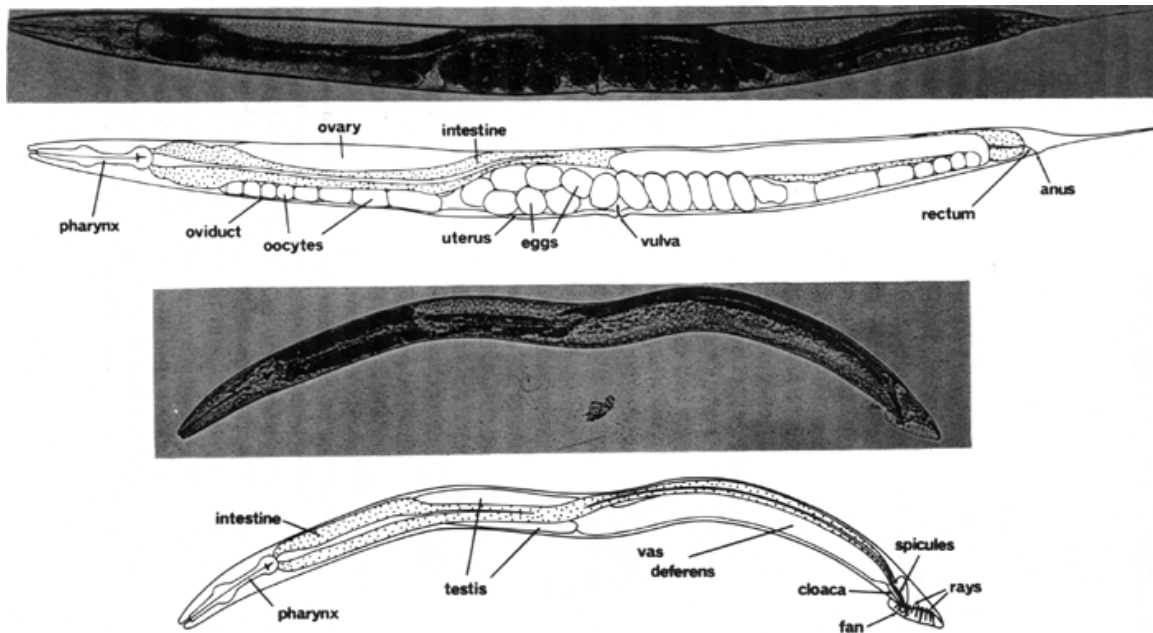 ovary
intestine
pharynx
oviduct
oocytes
uterus
eggs
vulva
rectum
anus
intestine
pharynx
testis
vas
deferens
spicules
cloaca
rays
fan